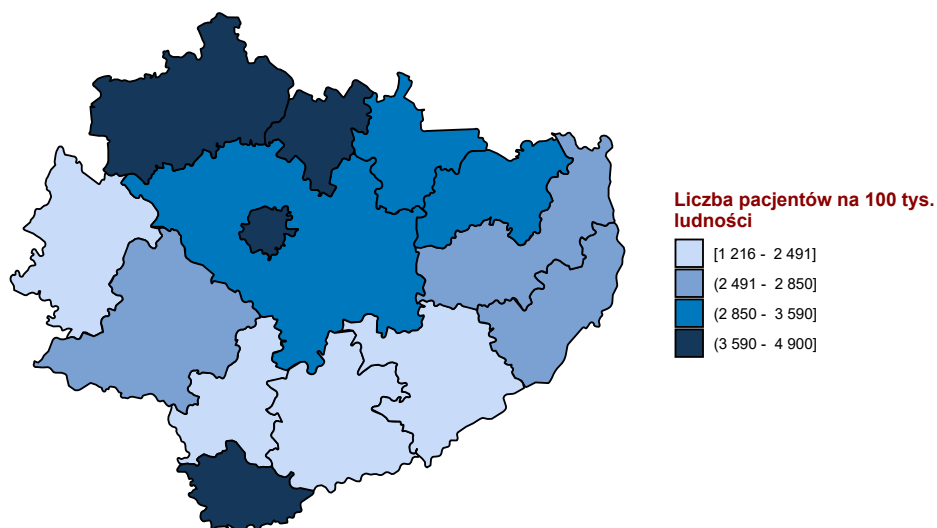 Liczba pacjentów na 100 tys.
ludności
[1 216 - 2 491]
(2 491 - 2 850]
(2 850 - 3 590]
(3 590 - 4 900]